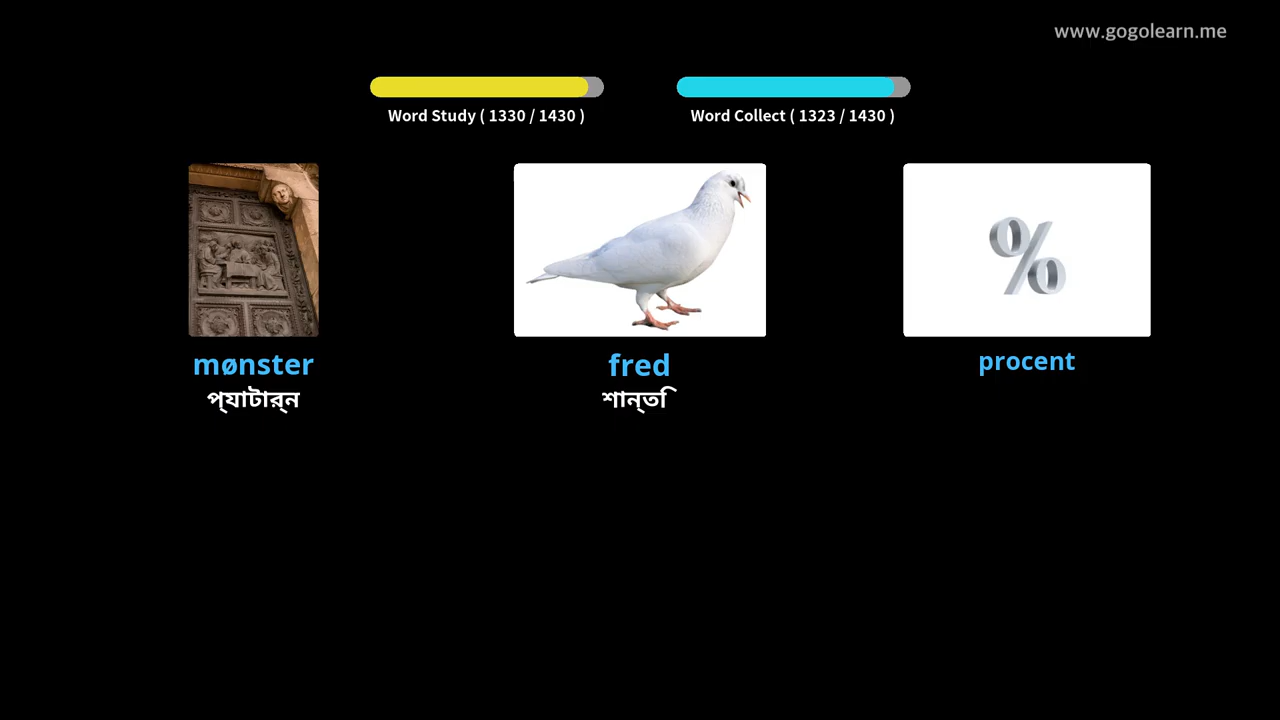 www.gogolearn.me
Word Study ( 1330 / 1430 )
Word Collect ( 1323 / 1430 )
mønster
প্যাটার্ন
fred
শান্তি
procent